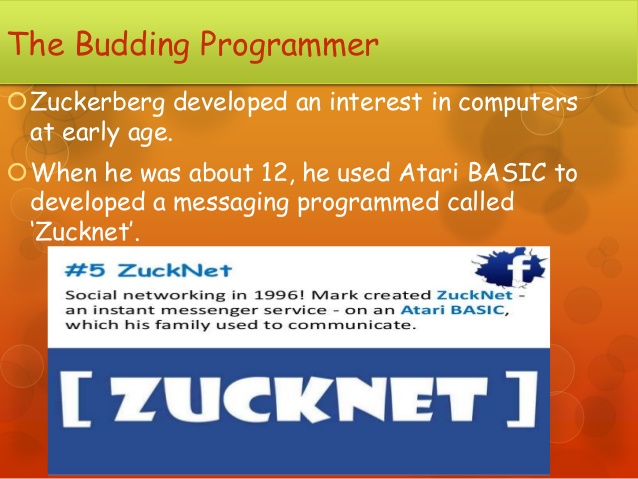 The Budding Programmer
Zuckerberg developed an interest in computers
at early age.
When he was about 12, he used Atari BASIC to
developed a messaging programmed called
‘Zucknet’.
#5 ZuckNet
f
Social networking in 1996! Mark created ZuckNet -
an instant messenger service - on an Atari BASIC,
which his family used to communicate.
[ ZUCKNET ]